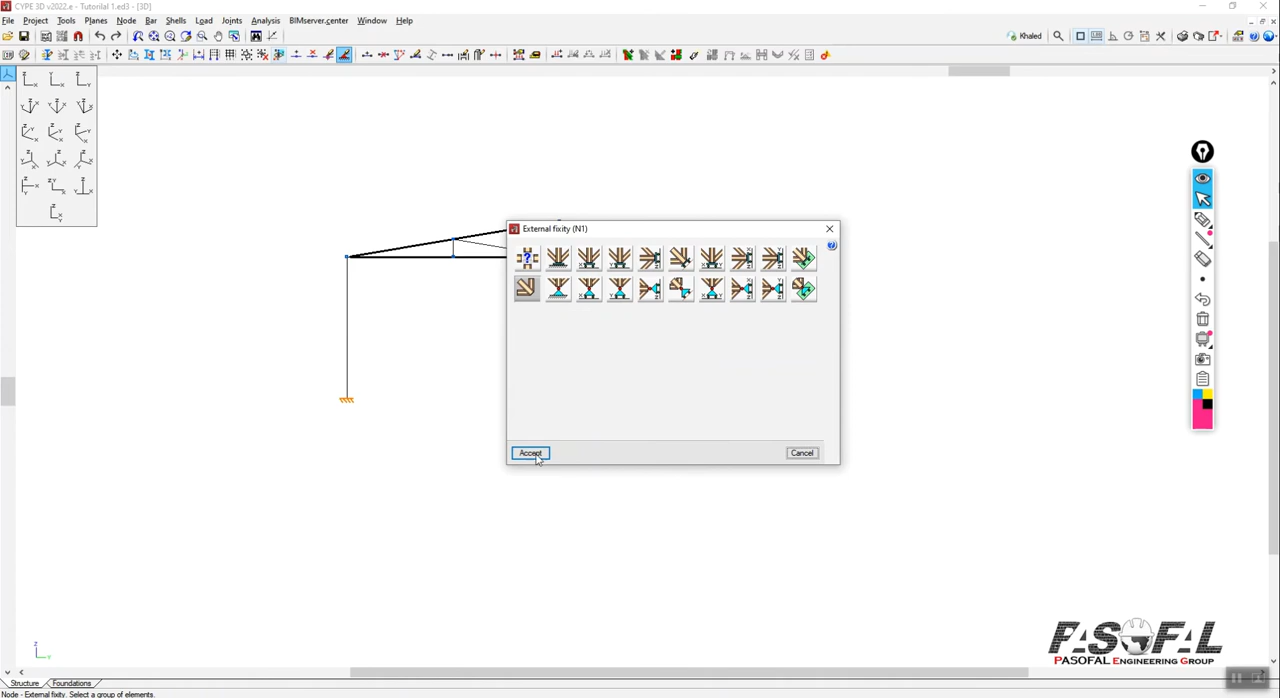 CYPE 3D v2022.e - Tutorial 1.ed3 - [3D]
File Project Tools Planes Node Bar Shells Load Joints Analysis BIMserver.center Window Help
Khaled
External fixity (N1)
Accept
Cancel
PASOFAL
PASOFAL ENGINEERING GROUP
Structure Foundations
Node - External fixity. Select a group of elements.